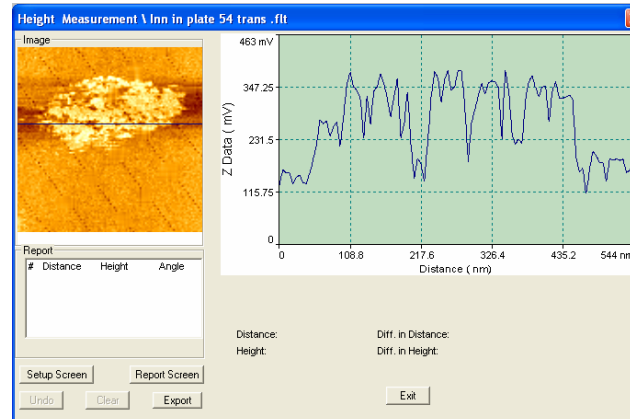 Height Measurement \ Inn in plate 54 trans .flt
Image
463 mV
347.25
231.5
115.75
0
Z Data ( mV)
0 108.8 217.6 326.4 435.2 544 nm
Distance ( nm)
Report
# Distance Height Angle
Distance: Diff. in Distance:
Height: Diff. in Height:
Setup Screen Report Screen
Undo Clear Export
Exit